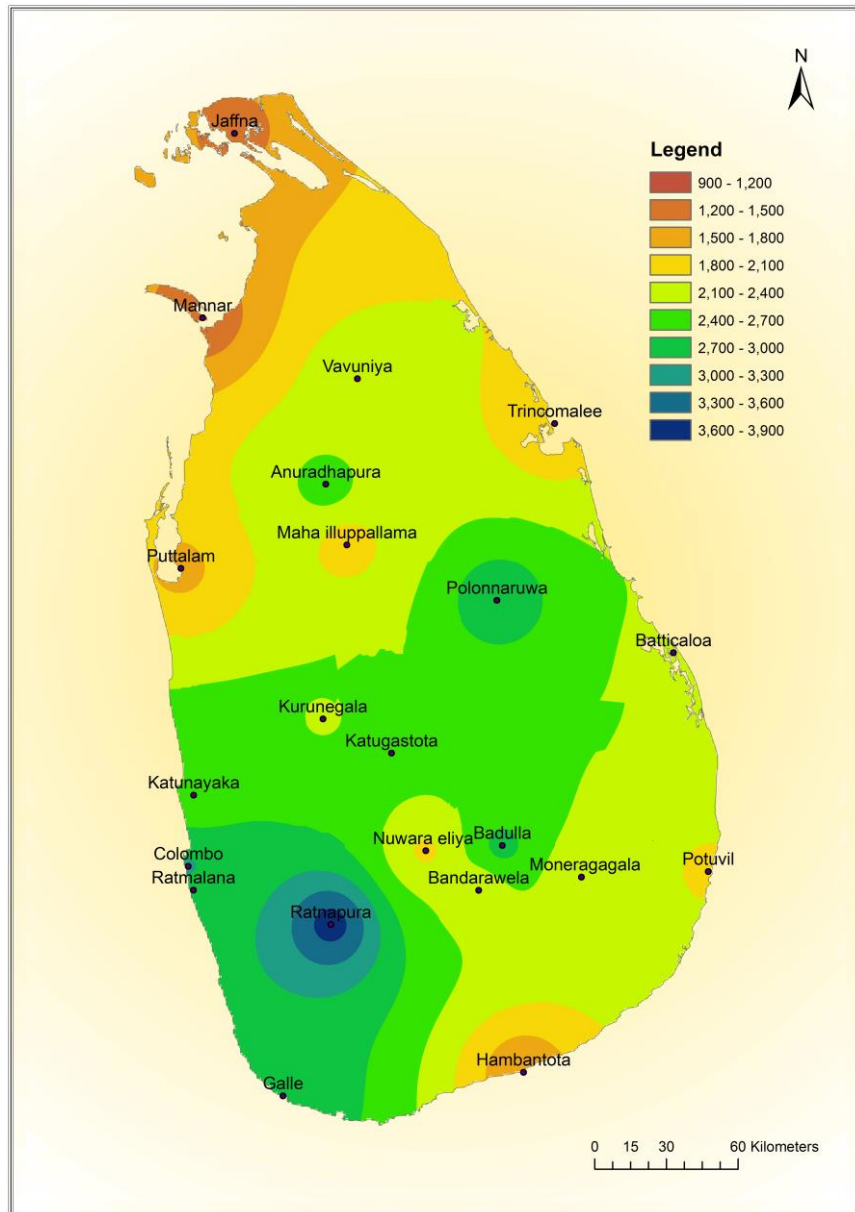 N
Jaffna
Legend
900 - 1,200
1,200 - 1,500
1,500 - 1,800
1,800 - 2,100
2,100 - 2,400
2,400 - 2,700
2,700 - 3,000
3,000 - 3,300
3,300 - 3,600
3,600 - 3,900
Mannar
Vavuniya
Trincomalee
Anuradhapura
Maha illuppallama
Puttalam
Polonnaruwa
Batticaloa
Kurunegala
Katugastota
Katunayaka
Nuwara eliya
Badulla
Colombo
Ratmalana
Bandarawela
Moneragagala
Potuvil
Ratnapura
Hambantota
Galle
0 15 30 60 Kilometers